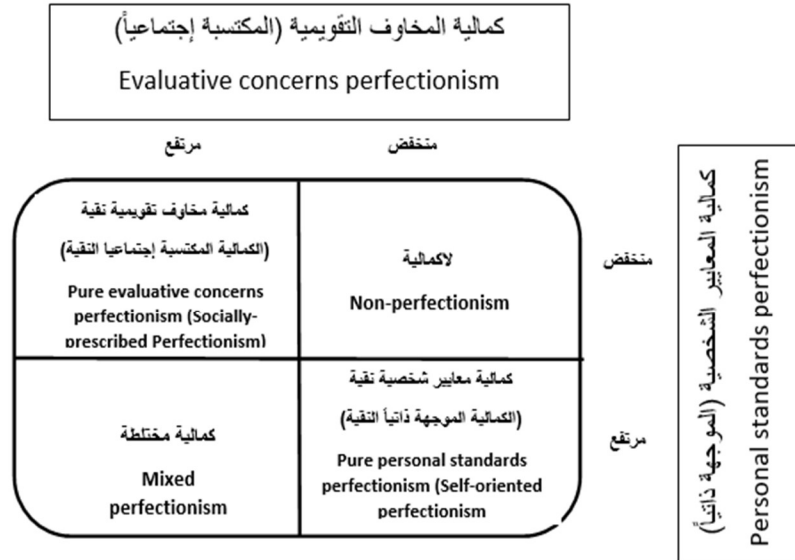 كمالية المخاوف التقويمية (المكتسبة إجتماعياً)
Evaluative concerns perfectionism
منخفض
مرتفع
لاكمالية
Non-perfectionism
كمالية مخاوف تقويمية نقية
(الكمالية المكتسبة إجتماعيا النقية)
Pure evaluative concerns
perfectionism (Socially-
prescribed Perfectionism)
منخفض
كمالية معايير شخصية نقية
(الكمالية الموجهة ذاتياً النقية)
Pure personal standards
perfectionism (Self-oriented
perfectionism
كمالية مختلطة
Mixed
perfectionism
مرتفع
كمالية المعايير الشخصية (الموجهة ذاتياً)
Personal standards perfectionism